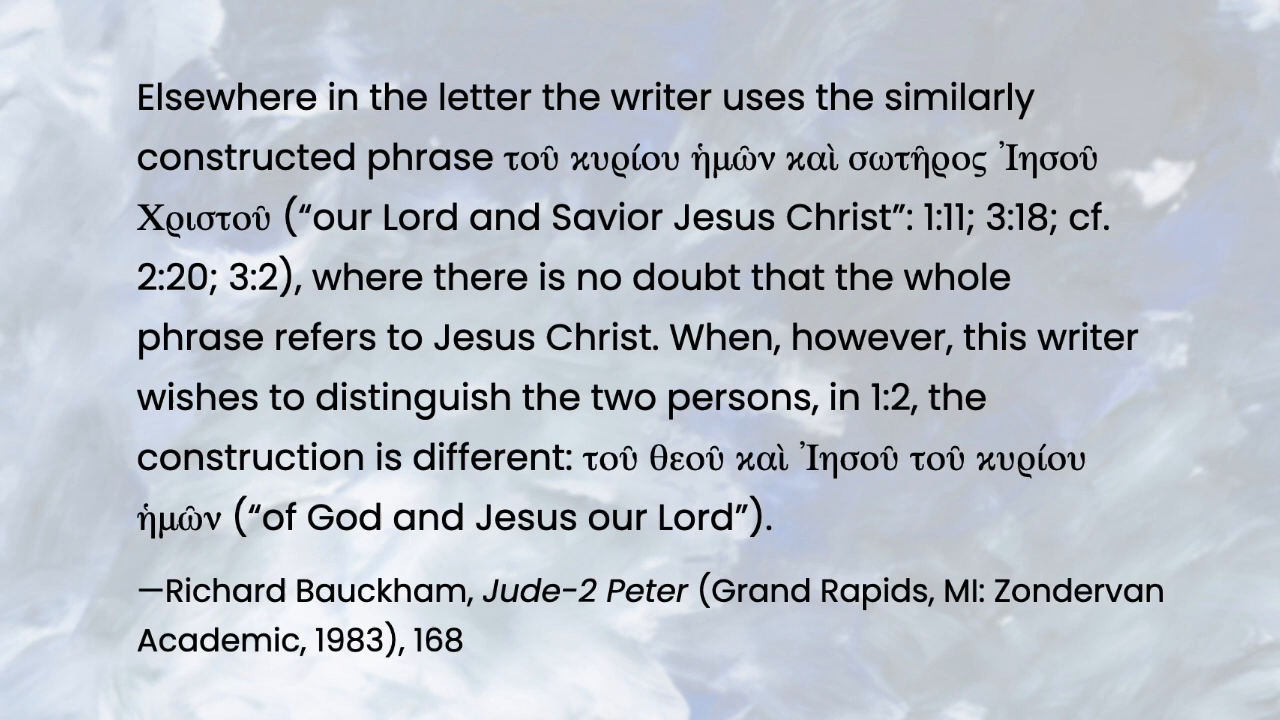 Elsewhere in the letter the writer uses the similarly
constructed phrase τοῦ κυρίου ἡμῶν καὶ σωτῆρος Ἰησοῦ
Χριστοῦ (“our Lord and Savior Jesus Christ”: 1:11; 3:18; cf.
2:20; 3:2), where there is no doubt that the whole
phrase refers to Jesus Christ. When, however, this writer
wishes to distinguish the two persons, in 1:2, the
construction is different: τοῦ θεοῦ καὶ Ἰησοῦ τοῦ κυρίου
ἡμῶν (“of God and Jesus our Lord”).
—Richard Bauckham, Jude-2 Peter (Grand Rapids, MI: Zondervan
Academic, 1983), 168